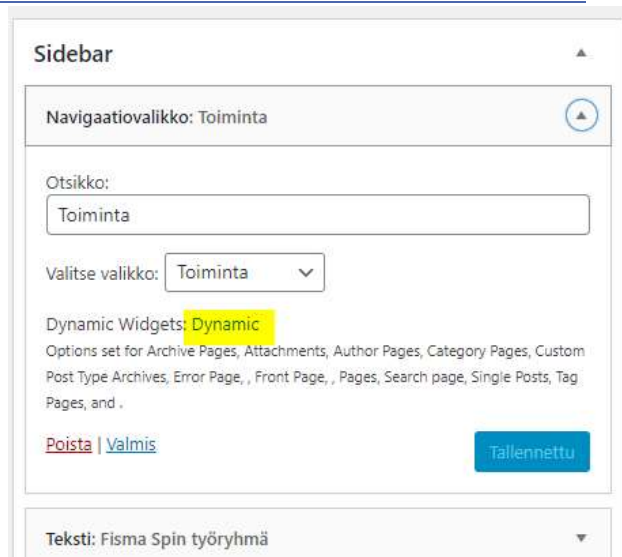 Sidebar
Navigaatiovalikko: Toiminta
Otsikko:
Toiminta
Valitse valikko: Toiminta
Dynamic Widgets: Dynamic
Options set for Archive Pages, Attachments, Author Pages, Category Pages, Custom
Post Type Archives, Error Page, , Front Page, , Pages, Search page, Single Posts, Tag
Pages, and .
Poista | Valmis
Tallennettu
Teksti: Fisma Spin työryhmä